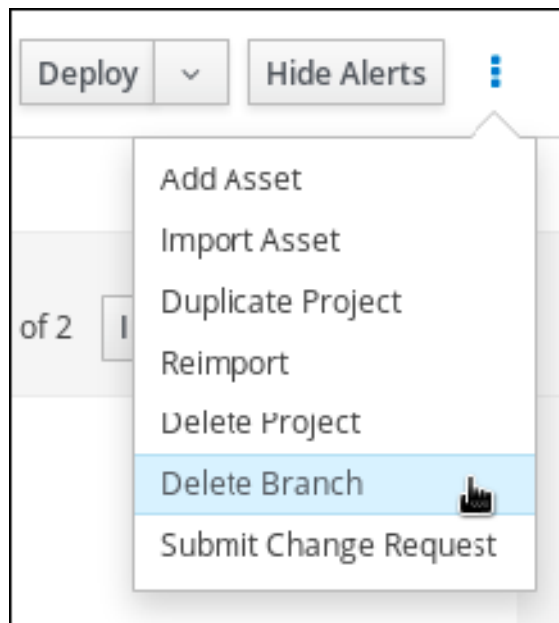 Deploy
Hide Alerts
Add Asset
Import Asset
Duplicate Project
of 2
Reimport
Delete Project
Delete Branch
Submit Change Request